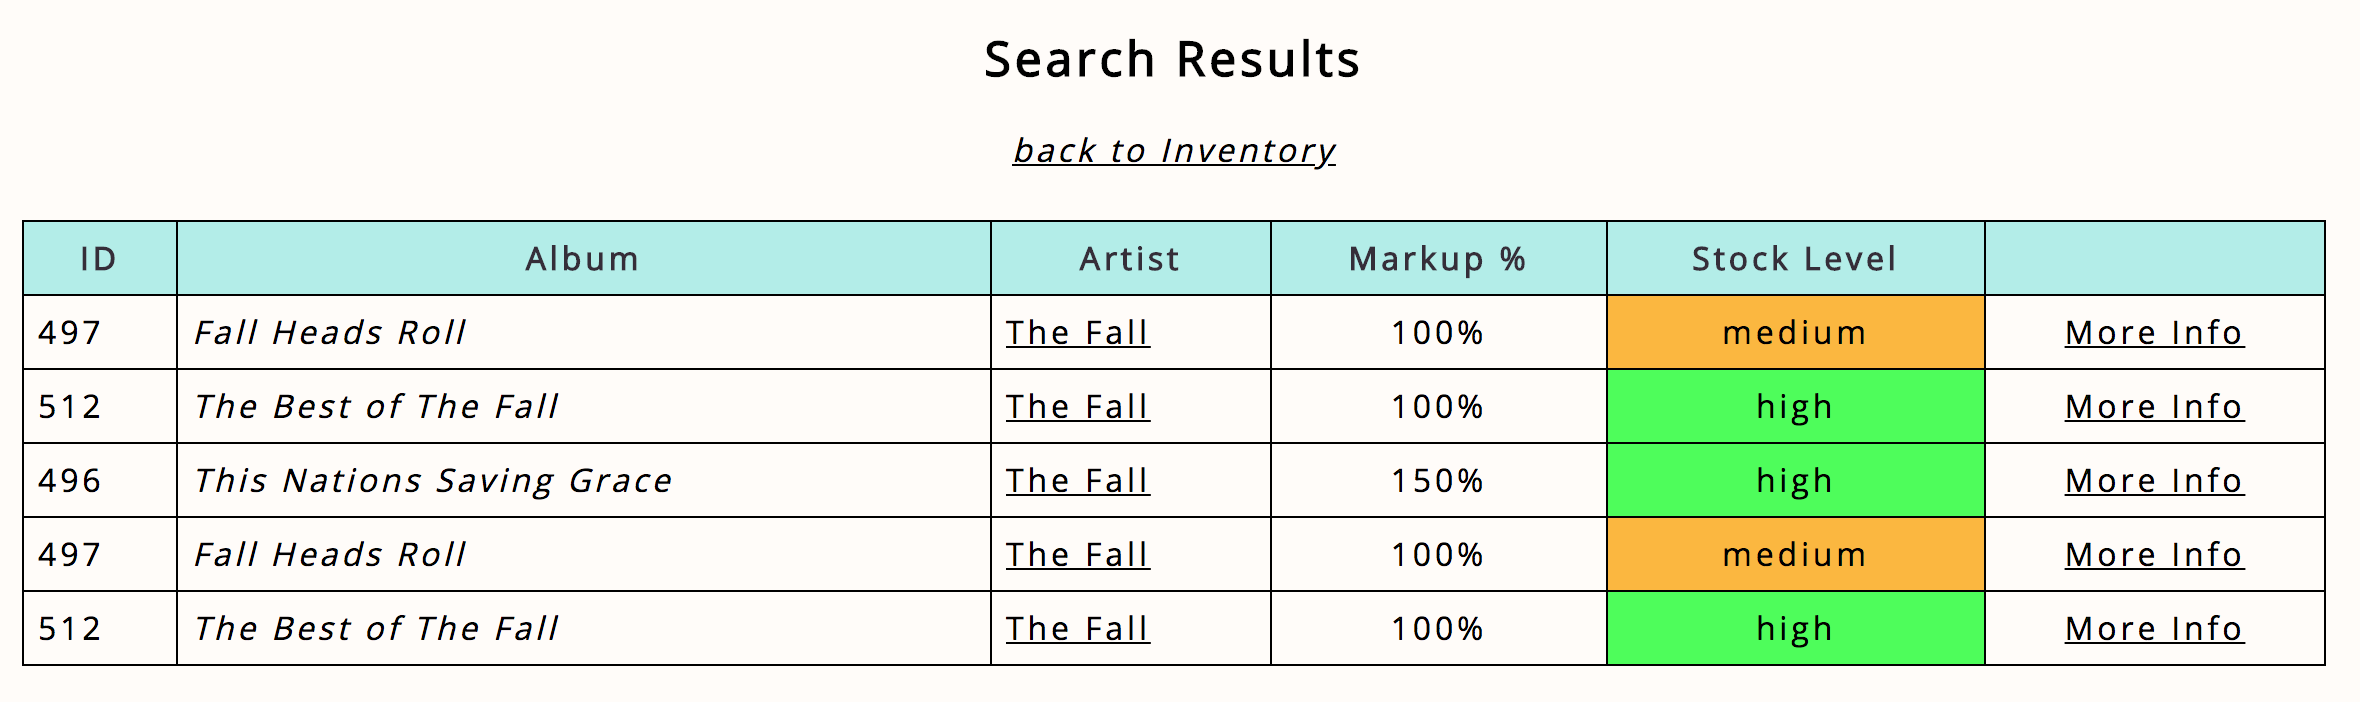 Search Results
back to Inventory
ID Album Artist Markup % Stock Level
497 Fall Heads Roll The Fall 100% medium More Info
512 The Best of The Fall The Fall 100% high More Info
496 This Nations Saving Grace The Fall 150% high More Info
497 Fall Heads Roll The Fall 100% medium More Info
512 The Best of The Fall The Fall 100% high More Info